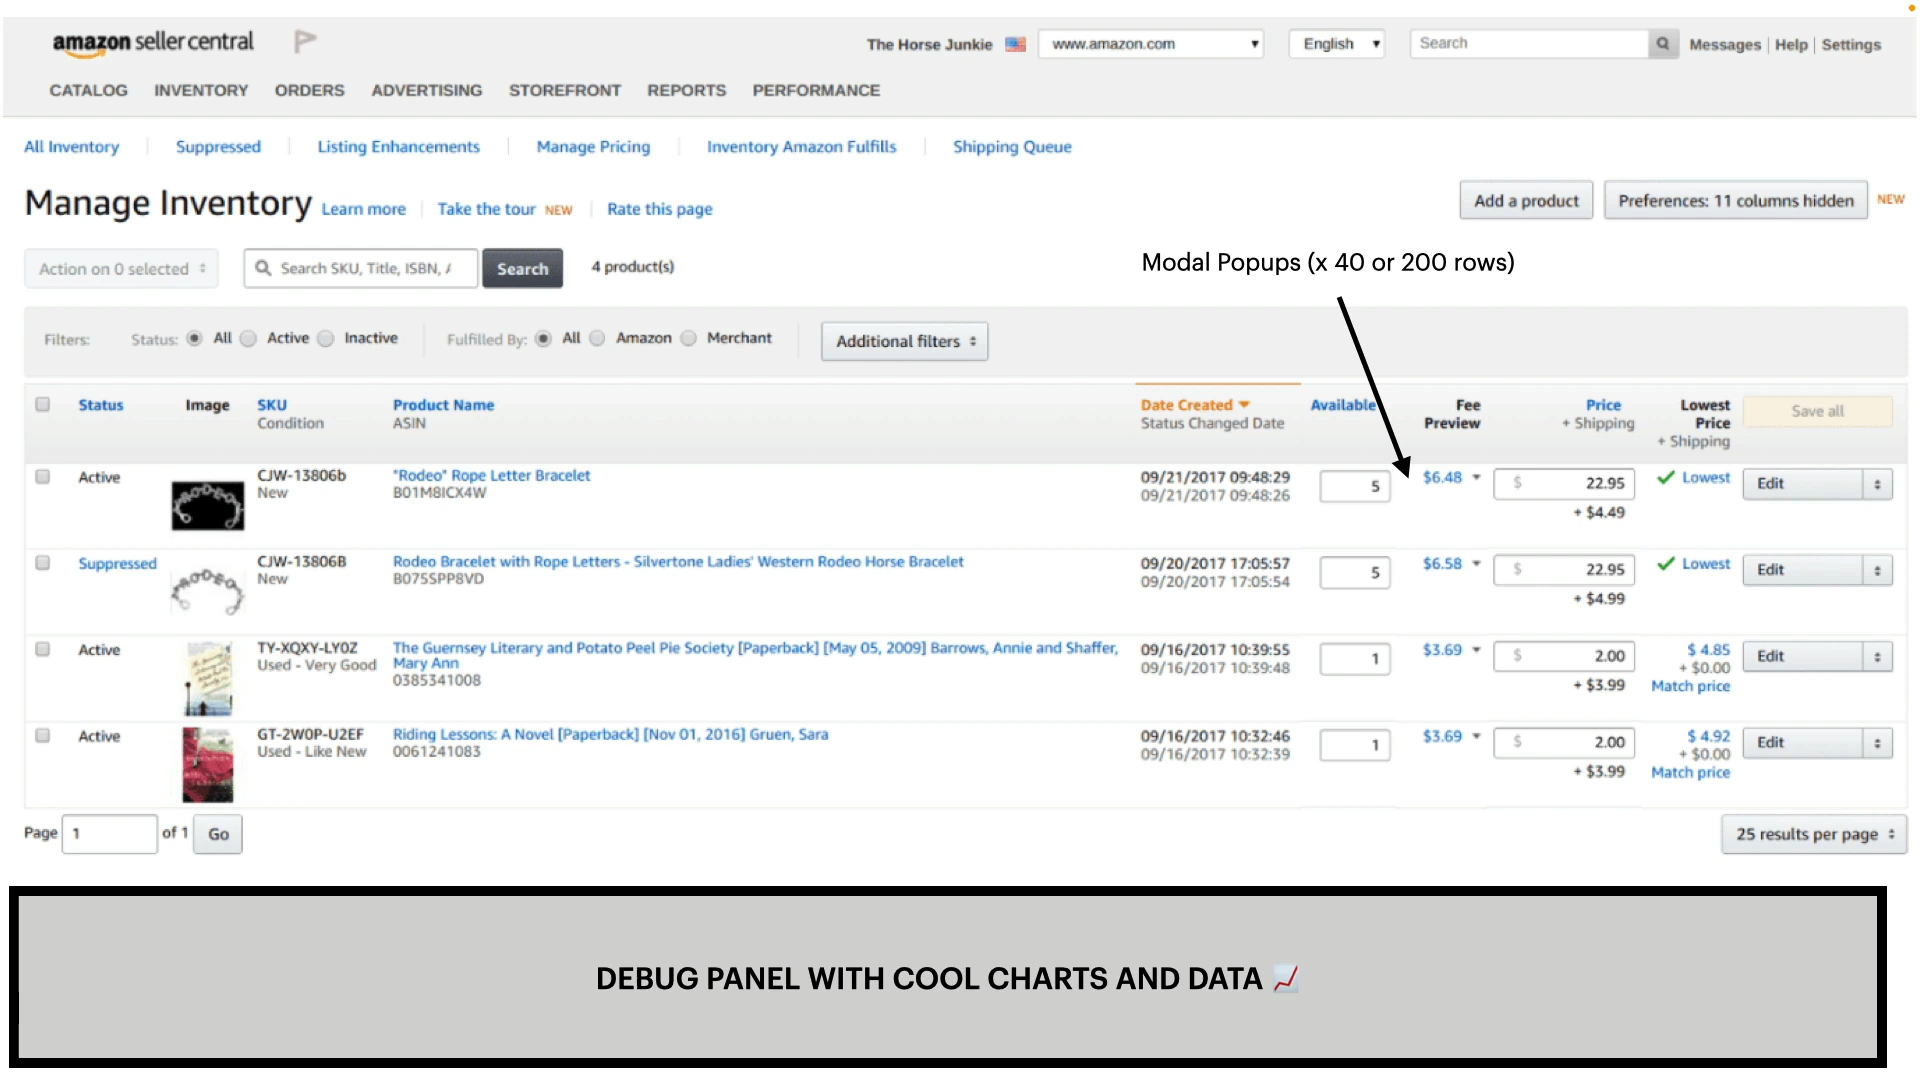 amazon seller central
The Horse Junkie
www.amazon.com
English
Search
Messages | Help | Settings
CATALOG INVENTORY ORDERS ADVERTISING STOREFRONT REPORTS PERFORMANCE
All Inventory Suppressed Listing Enhancements Manage Pricing Inventory Amazon Fulfills Shipping Queue
Manage Inventory Learn more Take the tour NEW Rate this page
Add a product Preferences: 11 columns hidden NEW
Action on 0 selected Search SKU, Title, ISBN, Search 4 product(s)
Modal Popups (x 40 or 200 rows)
Filters: Status: All Active Inactive Fulfilled By: All Amazon Merchant Additional filters
Status Image SKU Product Name Date Created Available Fee Price Lowest Save all
Condition ASIN Status Changed Date Preview + Shipping Price
+ Shipping
Active CJW-13806b "Rodeo" Rope Letter Bracelet 09/21/2017 09:48:29 5 $6.48 $ 22.95 Lowest Edit
New B01M8ICX4W 09/21/2017 09:48:26
+ $4.49
Suppressed CJW-13806B Rodeo Bracelet with Rope Letters - Silvertone Ladies' Western Rodeo Horse Bracelet 09/20/2017 17:05:57 5 $6.58 $ 22.95 Lowest Edit
New B075SPP8VD 09/20/2017 17:05:54
+ $4.99
Active TY-XQXY-LY0Z The Guernsey Literary and Potato Peel Pie Society [Paperback] [May 05, 2009] Barrows, Annie and Shaffer, 09/16/2017 10:39:55 1 $3.69 $ 2.00 $ 4.85 Edit
Used - Very Good Mary Ann 09/16/2017 10:39:48 + $0.00
0385341008 + $3.99 Match price
Active GT-2W0P-U2EF Riding Lessons: A Novel [Paperback] [Nov 01, 2016] Gruen, Sara 09/16/2017 10:32:46 1 $3.69 $ 2.00 $ 4.92 Edit
Used - Like New 0061241083 09/16/2017 10:32:39 + $0.00
+ $3.99 Match price
Page 1 of 1 Go 25 results per page
DEBUG PANEL WITH COOL CHARTS AND DATA 📈